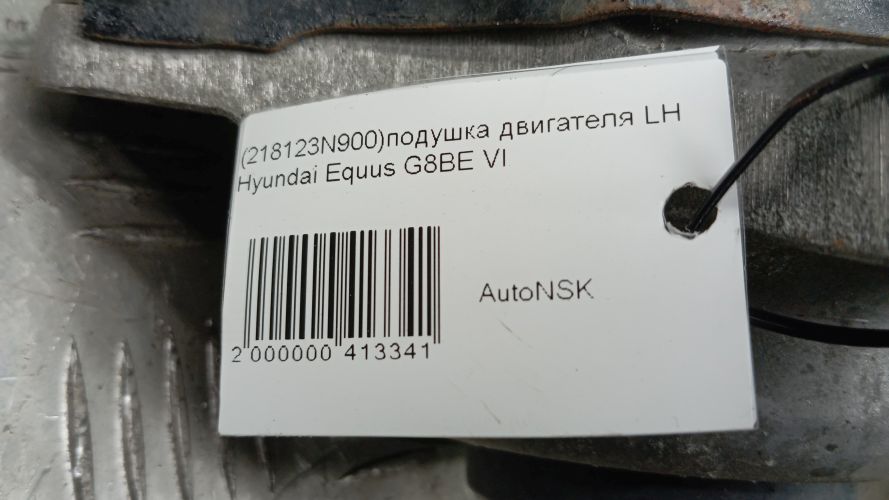 (218123N900)подушка двигателя LH
Hyundai Equus G8BE VI
AutoNSK
2 000000 413341